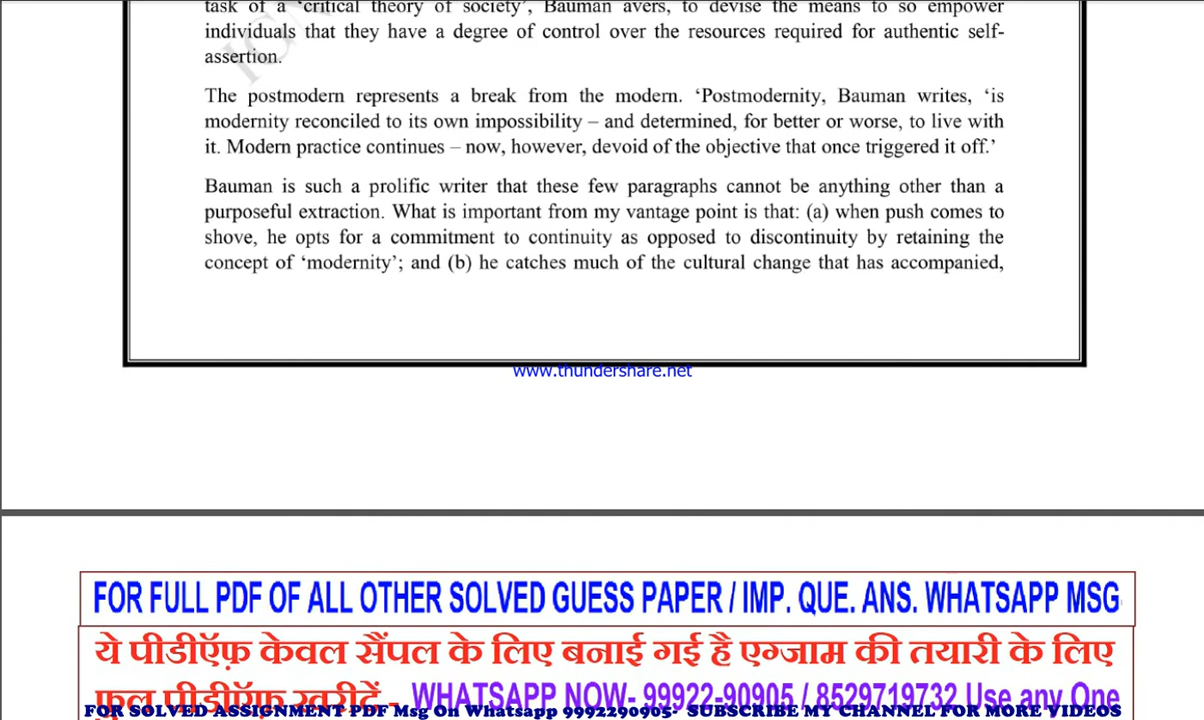 task of a 'critical theory of society', Bauman avers, to devise the means to so empower
individuals that they have a degree of control over the resources required for authentic self-
assertion.
The postmodern represents a break from the modern. 'Postmodernity, Bauman writes, 'is
modernity reconciled to its own impossibility – and determined, for better or worse, to live with
it. Modern practice continues – now, however, devoid of the objective that once triggered it off.'
Bauman is such a prolific writer that these few paragraphs cannot be anything other than a
purposeful extraction. What is important from my vantage point is that: (a) when push comes to
shove, he opts for a commitment to continuity as opposed to discontinuity by retaining the
concept of 'modernity'; and (b) he catches much of the cultural change that has accompanied,
www.thundershare.net
FOR FULL PDF OF ALL OTHER SOLVED GUESS PAPER / IMP. QUE. ANS. WHATSAPP MSG
ये पीडीऍफ़ केवल सैंपल के लिए बनाई गई है एग्जाम की तयारी के लिए
फुल पीडीऍफ़ खरीदें - WHATSAPP NOW- 99922-90905 / 8529719732 Use any One
FOR SOLVED ASSIGNMENT PDF Msg On Whatsapp 9992290905- SUBSCRIBE MY CHANNEL FOR MORE VIDEOS